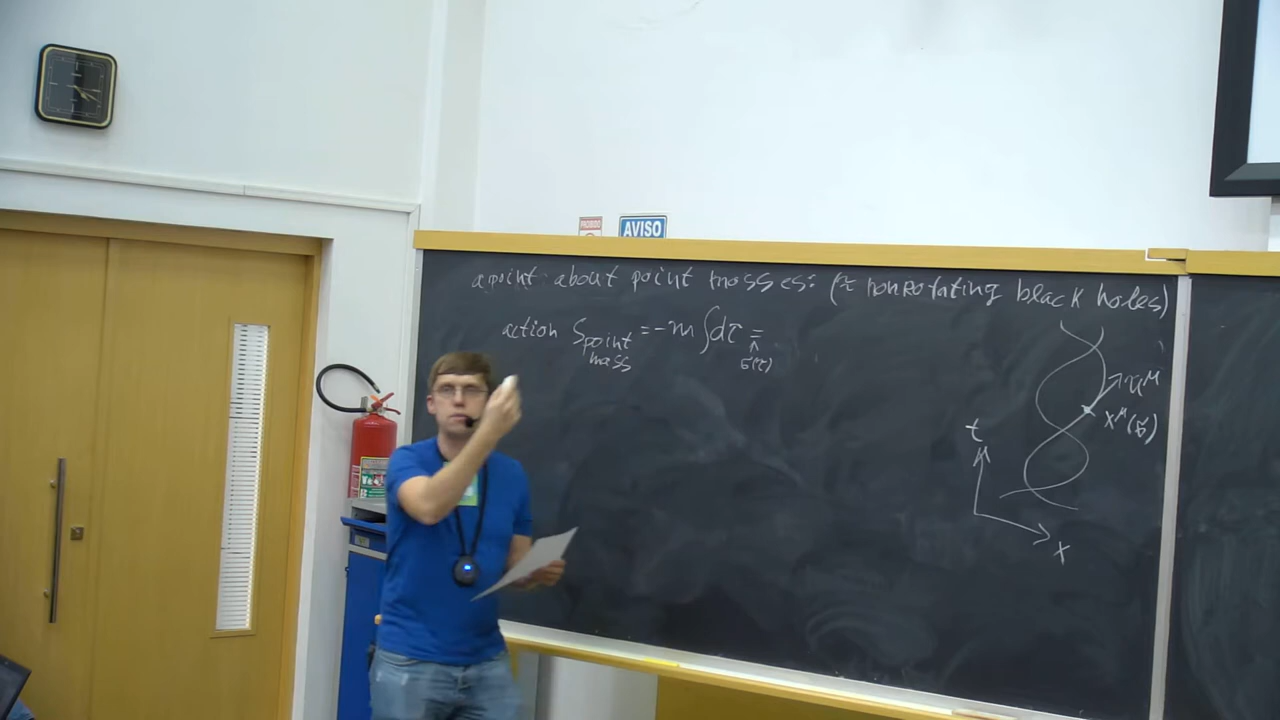 AVISO
a point about point masses: (≈ nonrotating black holes)
action S_point mass = -m ∫dτ =
σ(τ)
u^μ
x^μ(σ)
t
x